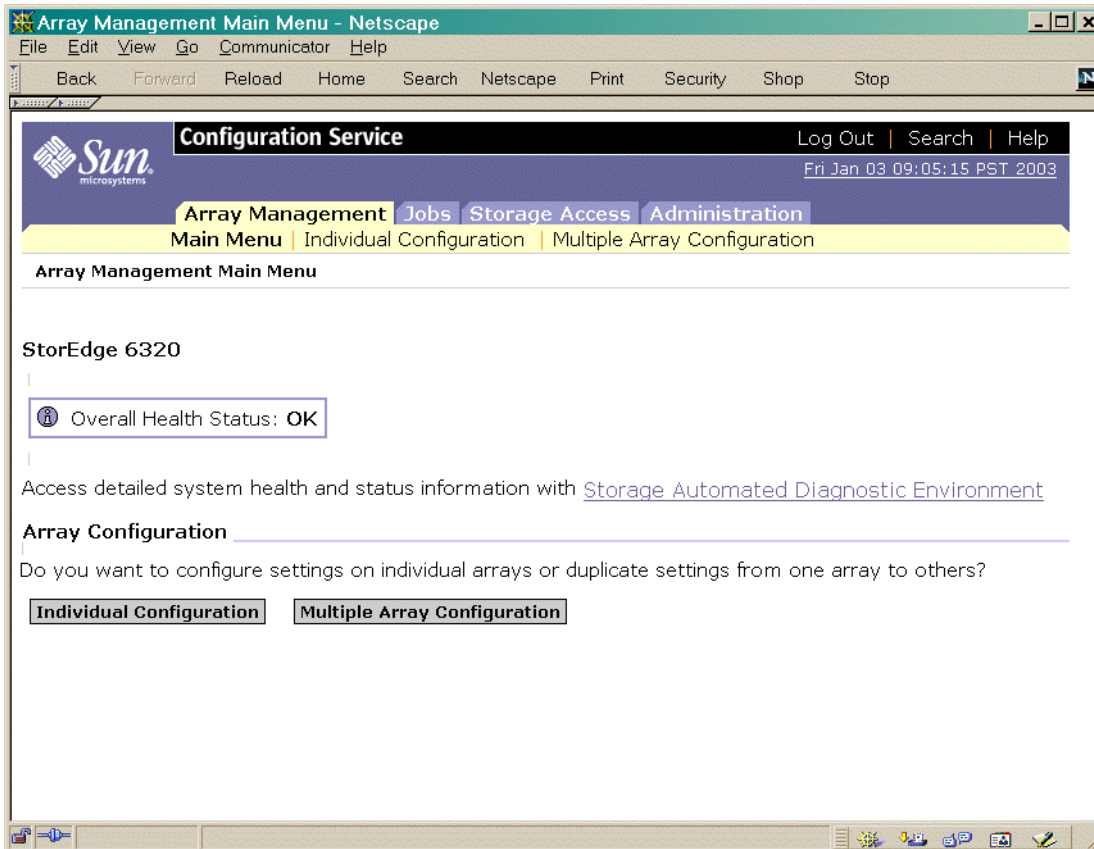 Array Management Main Menu - Netscape
File Edit View Go Communicator Help
Back Forward Reload Home Search Netscape Print Security Shop Stop
N
Sun
microsystems
Configuration Service
Log Out | Search | Help
Fri Jan 03 09:05:15 PST 2003
Array Management Jobs Storage Access Administration
Main Menu | Individual Configuration | Multiple Array Configuration
Array Management Main Menu
StorEdge 6320
Overall Health Status: OK
Access detailed system health and status information with Storage Automated Diagnostic Environment
Array Configuration
Do you want to configure settings on individual arrays or duplicate settings from one array to others?
Individual Configuration Multiple Array Configuration